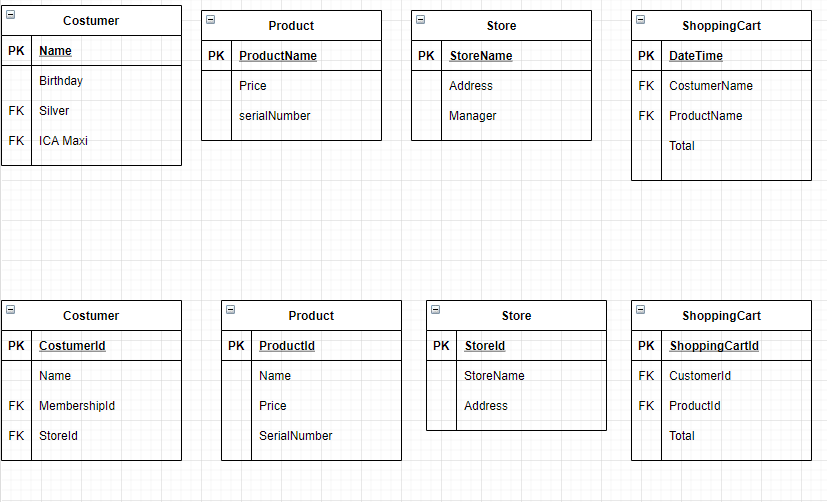 Costumer
PK Name
Birthday
FK Silver
FK ICA Maxi
Product
PK ProductName
Price
serialNumber
Store
PK StoreName
Address
Manager
ShoppingCart
PK DateTime
FK CostumerName
FK ProductName
Total
Costumer
PK CostumerId
Name
FK MembershipId
FK StoreId
Product
PK ProductId
Name
Price
SerialNumber
Store
PK StoreId
StoreName
Address
ShoppingCart
PK ShoppingCartId
FK CustomerId
FK ProductId
Total